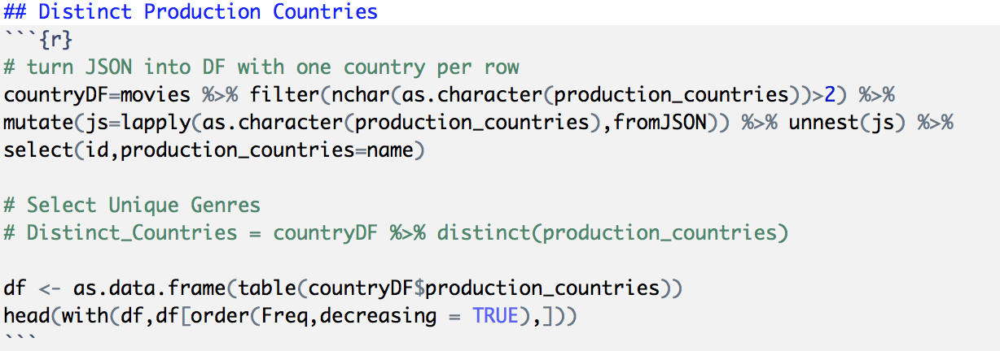 ## Distinct Production Countries
```{r}
# turn JSON into DF with one country per row
countryDF=movies %>% filter(nchar(as.character(production_countries))>2) %>%
mutate(js=lapply(as.character(production_countries),fromJSON)) %>% unnest(js) %>%
select(id,production_countries=name)
# Select Unique Genres
# Distinct_Countries = countryDF %>% distinct(production_countries)
df <- as.data.frame(table(countryDF$production_countries))
head(with(df,df[order(Freq,decreasing = TRUE),]))
```